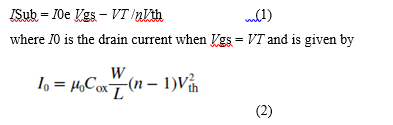 ISub = I0e Vgs – VT /nVth (1)
where I0 is the drain current when Vgs = VT and is given by
I₀ = μ₀Cₒₓ W/L (n − 1)V²ₜₕ
(2)